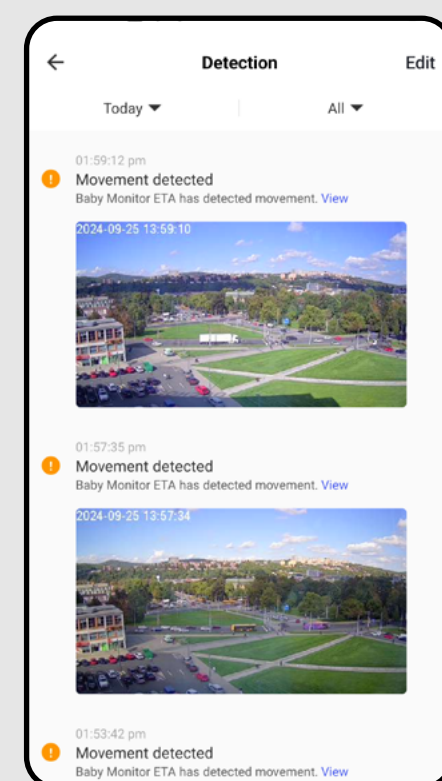 Detection
Edit
Today
All
01:59:12 pm
Movement detected
Baby Monitor ETA has detected movement. View
2024-09-25 13:59:10
01:57:35 pm
Movement detected
Baby Monitor ETA has detected movement. View
2024-09-25 13:57:34
01:53:42 pm
Movement detected
Baby Monitor ETA has detected movement. View